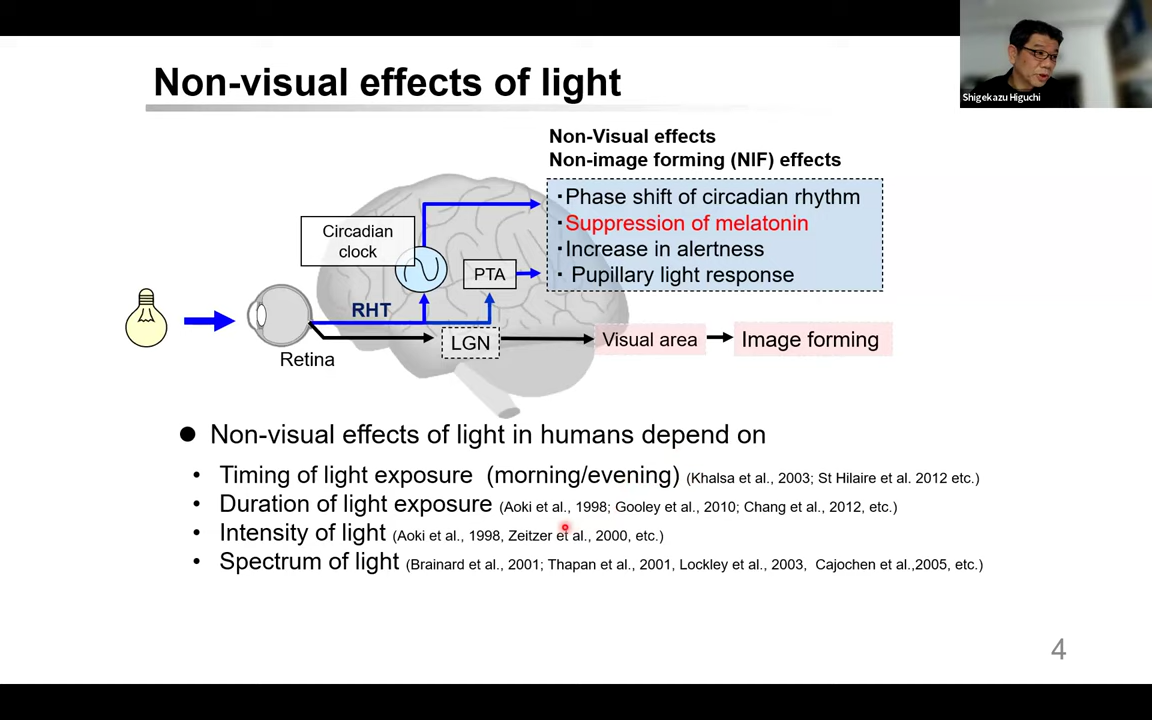 Non-visual effects of light
Shigekazu Higuchi
Non-Visual effects
Non-image forming (NIF) effects
・Phase shift of circadian rhythm
・Suppression of melatonin
・Increase in alertness
・ Pupillary light response
Circadian
clock
PTA
RHT
LGN
Visual area
Image forming
Retina
● Non-visual effects of light in humans depend on
• Timing of light exposure (morning/evening) (Khalsa et al., 2003; St Hilaire et al. 2012 etc.)
• Duration of light exposure (Aoki et al., 1998; Gooley et al., 2010; Chang et al., 2012, etc.)
• Intensity of light (Aoki et al., 1998, Zeitzer et al., 2000, etc.)
• Spectrum of light (Brainard et al., 2001; Thapan et al., 2001, Lockley et al., 2003, Cajochen et al.,2005, etc.)
4